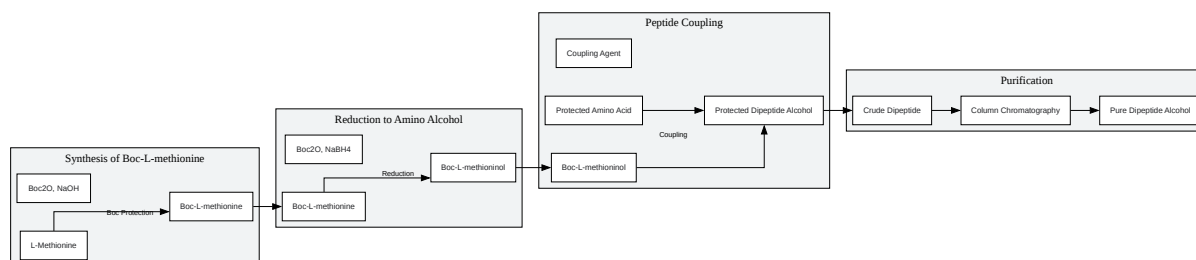 Synthesis of Boc-L-methionine
Boc2O, NaOH
Boc-L-methionine
Boc Protection
L-Methionine
Reduction to Amino Alcohol
Boc2O, NaBH4
Boc-L-methioninol
Reduction
Boc-L-methionine
Peptide Coupling
Coupling Agent
Protected Amino Acid
Protected Dipeptide Alcohol
Coupling
Boc-L-methioninol
Purification
Crude Dipeptide
Column Chromatography
Pure Dipeptide Alcohol